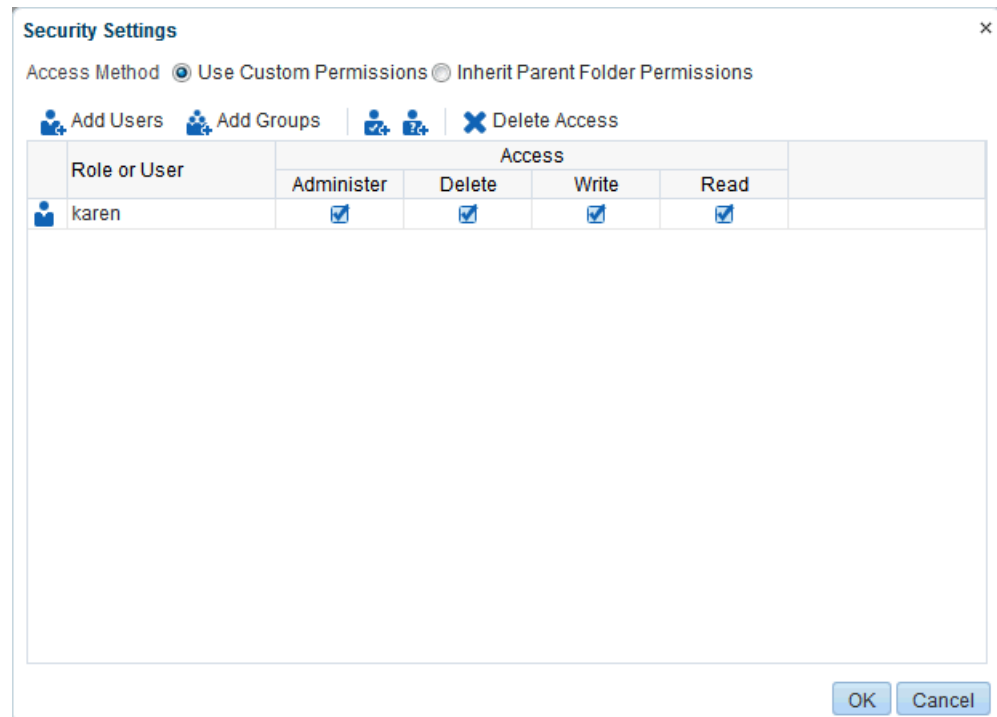 Security Settings
Access Method Use Custom Permissions Inherit Parent Folder Permissions
Add Users Add Groups Delete Access
Role or User Access
Administer Delete Write Read
karen
OK Cancel